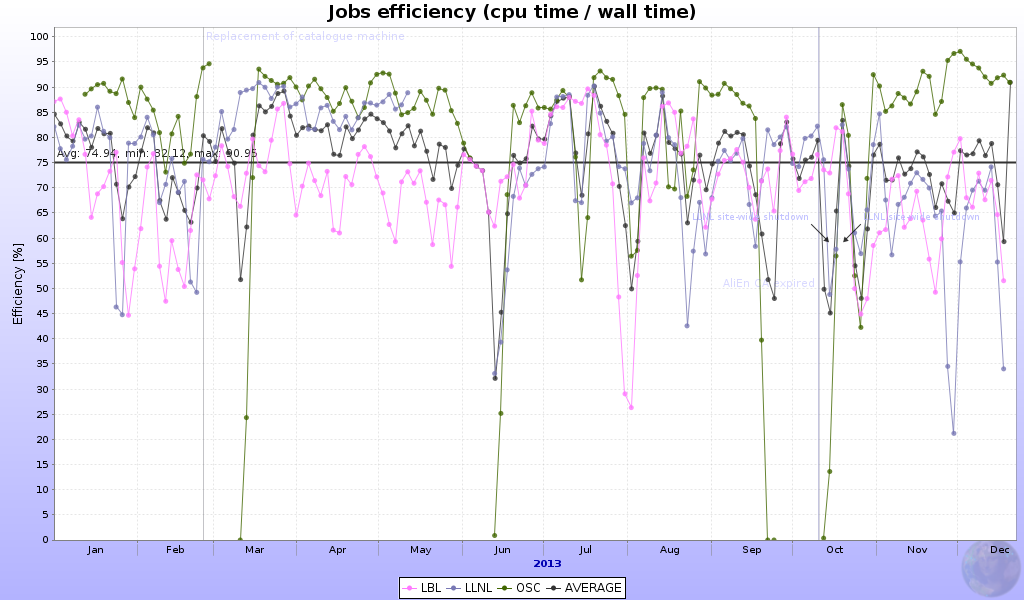 Jobs efficiency (cpu time / wall time)
Replacement of catalogue machine
Avg: 74.94, min: 32.12, max: 90.95
LLNL site-wide shutdown
LLNL site-wide shutdown
AliEn CA expired
Efficiency [%]
100
95
90
85
80
75
70
65
60
55
50
45
40
35
30
25
20
15
10
5
0
Jan Feb Mar Apr May Jun Jul Aug Sep Oct Nov Dec
2013
LBL LLNL OSC AVERAGE